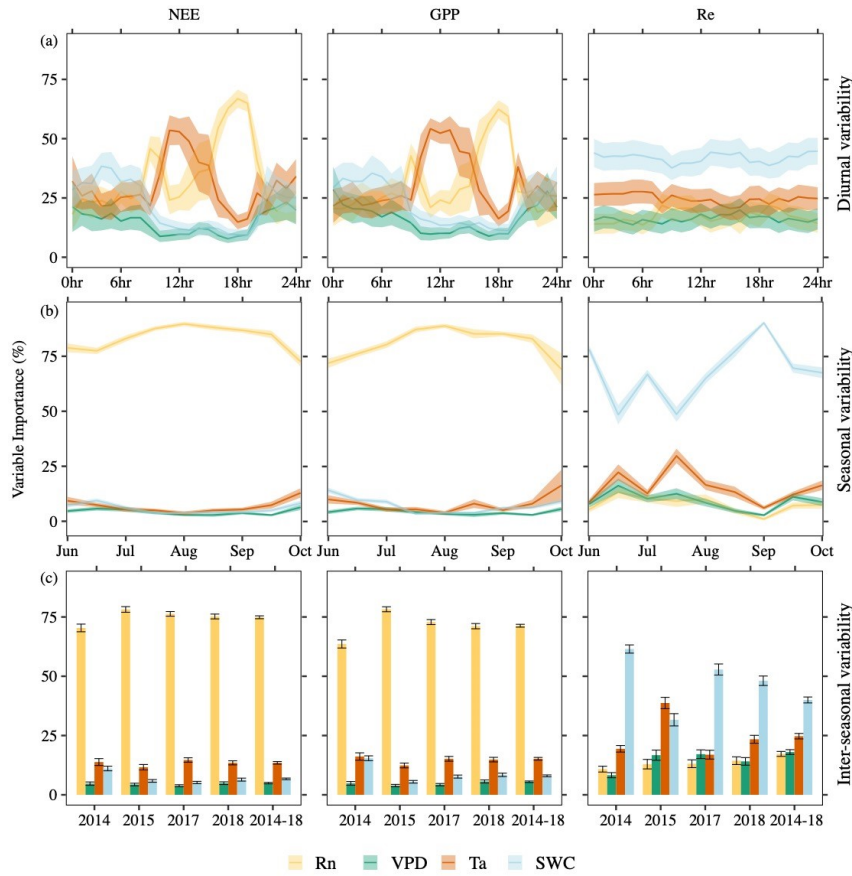 NEE GPP Re
(a)
75
50
25
0
Diurnal variability
0hr 6hr 12hr 18hr 24hr 0hr 6hr 12hr 18hr 24hr 0hr 6hr 12hr 18hr 24hr
(b)
75
50
25
0
Variable Importance (%)
Seasonal variability
Jun Jul Aug Sep Oct Jun Jul Aug Sep Oct Jun Jul Aug Sep Oct
(c)
75
50
25
0
Inter-seasonal variability
2014 2015 2017 2018 2014-18 2014 2015 2017 2018 2014-18 2014 2015 2017 2018 2014-18
Rn VPD Ta SWC